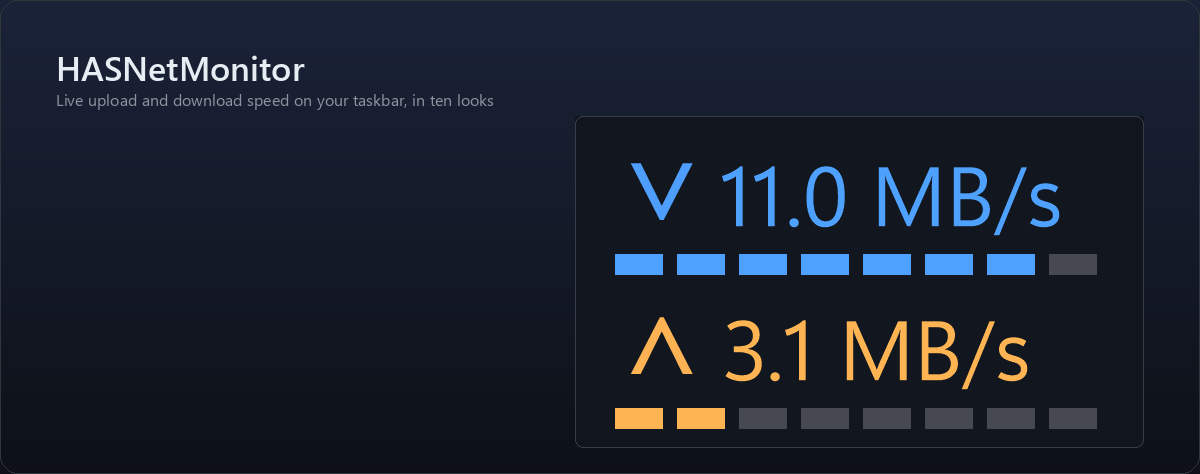 HASNetMonitor
Live upload and download speed on your taskbar, in ten looks
11.0 MB/s
3.1 MB/s